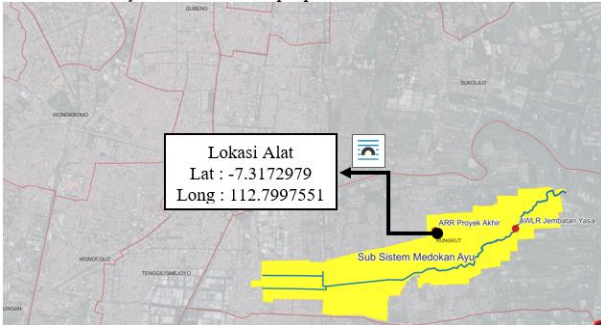 GUBENG
SUKOLILO
WONOKROMO
Lokasi Alat
Lat : -7.3172979
Long : 112.7997551
ARR Proyek Akhir
AWLR Jembatan Yasa
RUNGKUT
Sub Sistem Medokan Ayu
WONOCOLO
TENGGILISMEJOYO
UNGAN